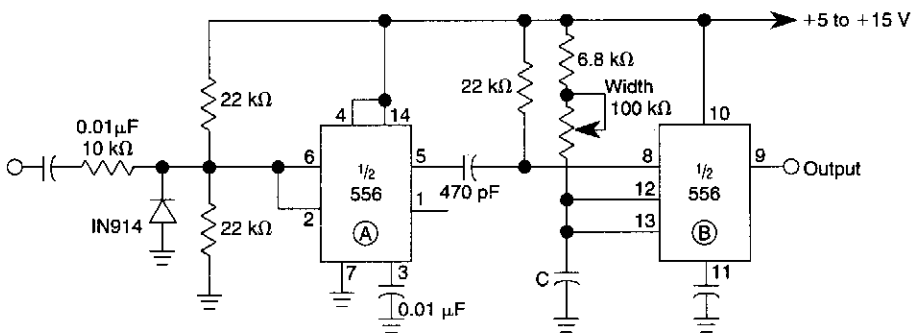 +5 to +15 V
6.8 kΩ
Width
100 kΩ
22 kΩ
22 kΩ
4
14
10
0.01μF
10 kΩ
6
1/2
556
A
5
470 pF
8
1/2
556
B
9
Output
2
1
12
13
IN914
22 kΩ
7
3
0.01 μF
C
11